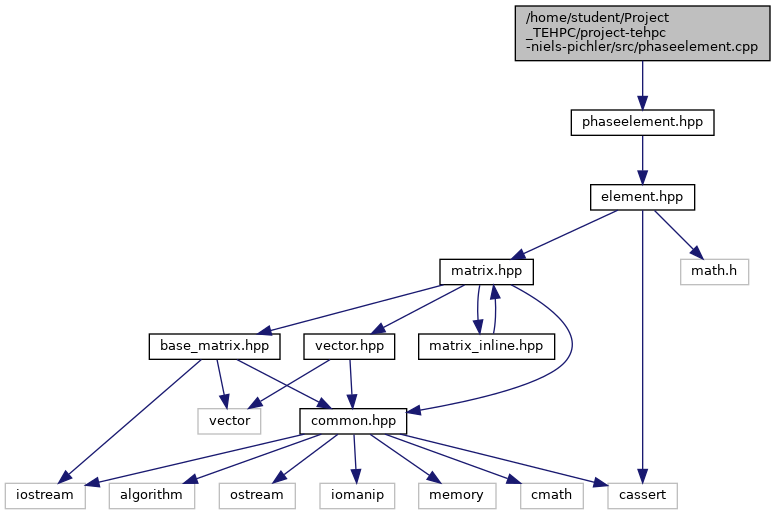 /home/student/Project
_TEHPC/project-tehpc
-niels-pichler/src/phaseelement.cpp
phaseelement.hpp
element.hpp
matrix.hpp
math.h
base_matrix.hpp
vector.hpp
matrix_inline.hpp
vector
common.hpp
iostream
algorithm
ostream
iomanip
memory
cmath
cassert